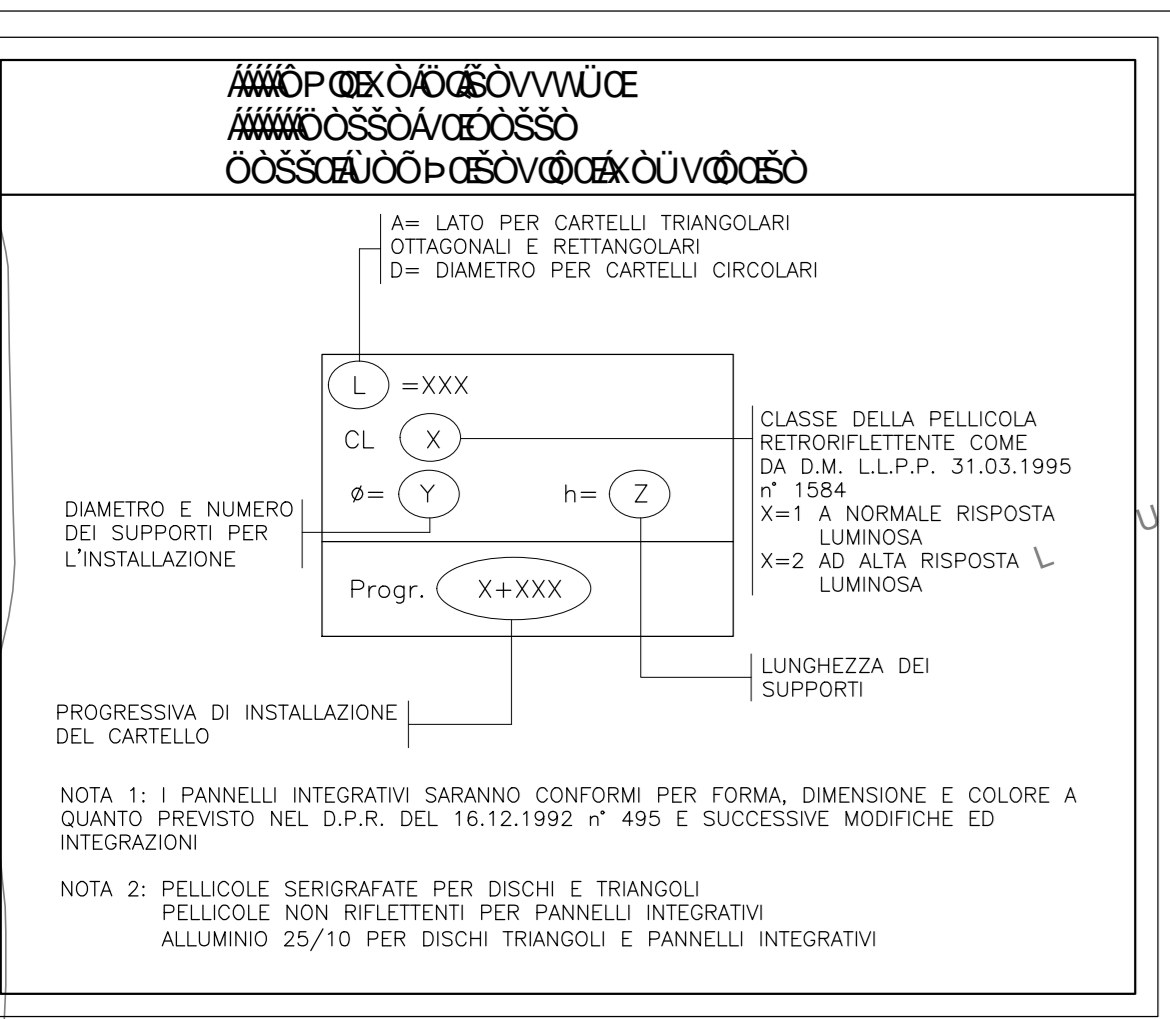 A= LATO PER CARTELLI TRIANGOLARI
OTTAGONALI E RETTANGOLARI
D= DIAMETRO PER CARTELLI CIRCOLARI
L =XXX
CL X
ø= Y h= Z
Progr. X+XXX
CLASSE DELLA PELLICOLA
RETRORIFLETTENTE COME
DA D.M. L.L.P.P. 31.03.1995
n° 1584
X=1 A NORMALE RISPOSTA
LUMINOSA
X=2 AD ALTA RISPOSTA
LUMINOSA
L
U
DIAMETRO E NUMERO
DEI SUPPORTI PER
L'INSTALLAZIONE
LUNGHEZZA DEI
SUPPORTI
PROGRESSIVA DI INSTALLAZIONE
DEL CARTELLO
NOTA 1: I PANNELLI INTEGRATIVI SARANNO CONFORMI PER FORMA, DIMENSIONE E COLORE A
QUANTO PREVISTO NEL D.P.R. DEL 16.12.1992 n° 495 E SUCCESSIVE MODIFICHE ED
INTEGRAZIONI
NOTA 2: PELLICOLE SERIGRAFATE PER DISCHI E TRIANGOLI
PELLICOLE NON RIFLETTENTI PER PANNELLI INTEGRATIVI
ALLUMINIO 25/10 PER DISCHI TRIANGOLI E PANNELLI INTEGRATIVI